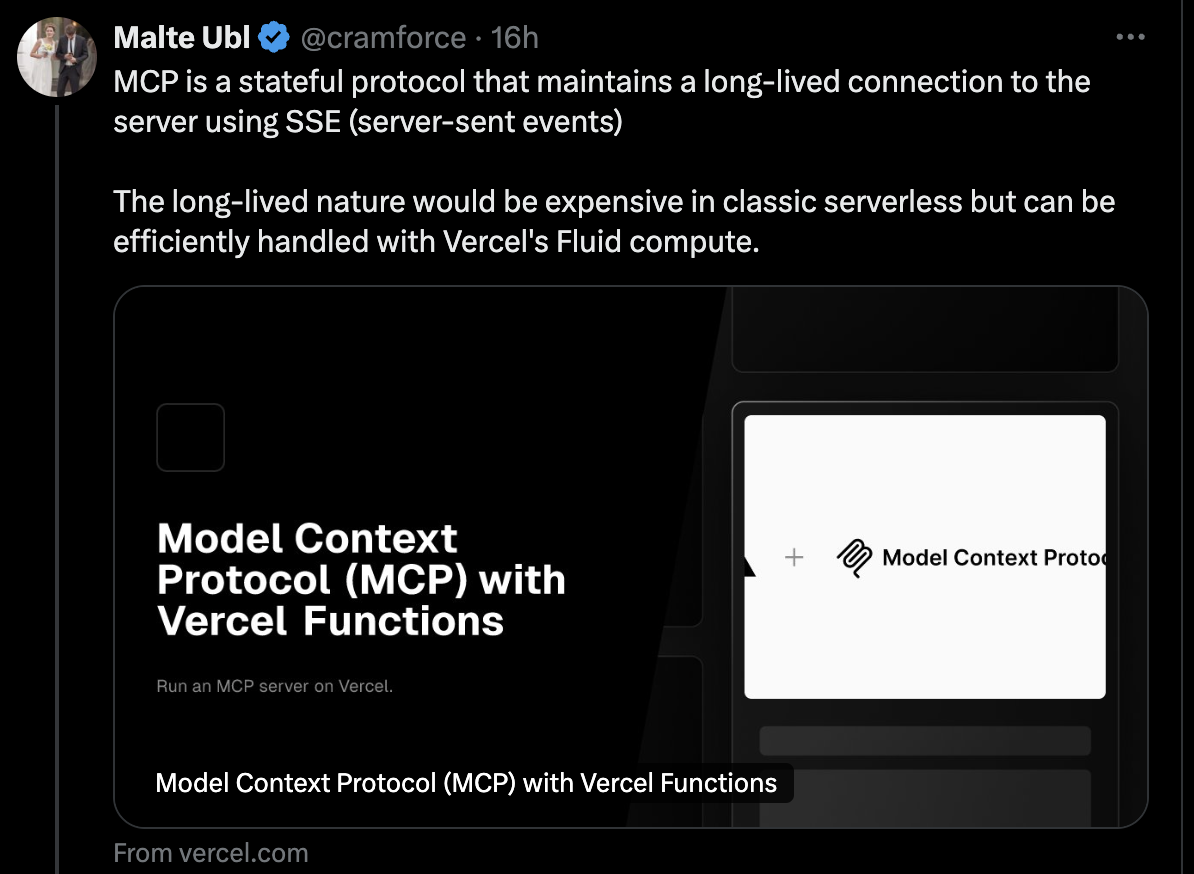 Malte Ubl @cramforce · 16h
MCP is a stateful protocol that maintains a long-lived connection to the
server using SSE (server-sent events)
The long-lived nature would be expensive in classic serverless but can be
efficiently handled with Vercel's Fluid compute.
Model Context
Protocol (MCP) with
Vercel Functions
Run an MCP server on Vercel.
Model Context Protoc
Model Context Protocol (MCP) with Vercel Functions
From vercel.com